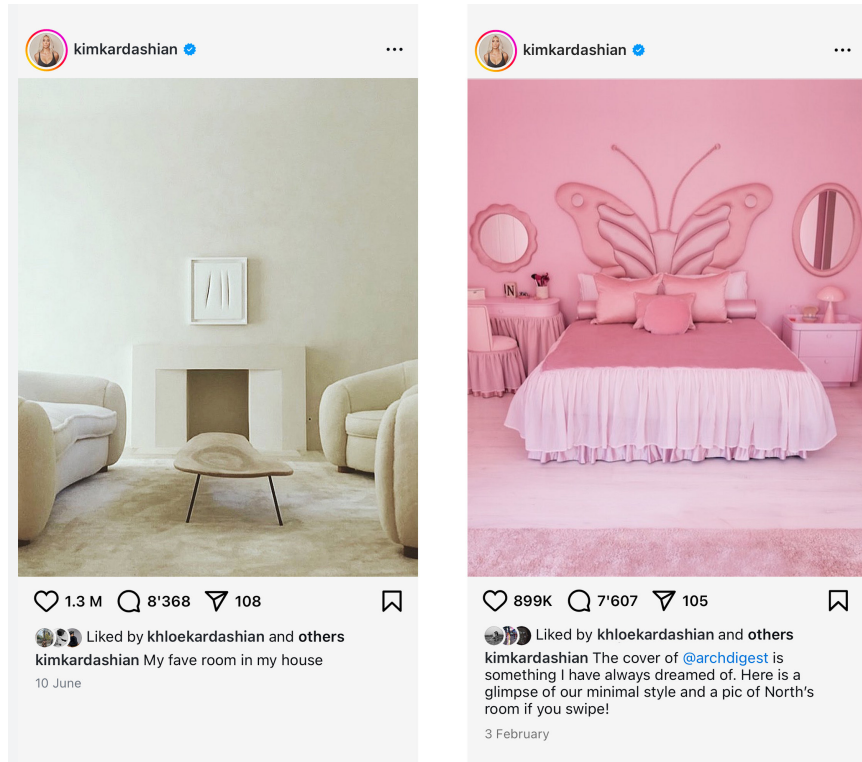 kimkardashian
1.3 M 8'368 108
Liked by khloekardashian and others
kimkardashian My fave room in my house
10 June
kimkardashian
N
899K 7'607 105
Liked by khloekardashian and others
kimkardashian The cover of @archdigest is
something I have always dreamed of. Here is a
glimpse of our minimal style and a pic of North's
room if you swipe!
3 February